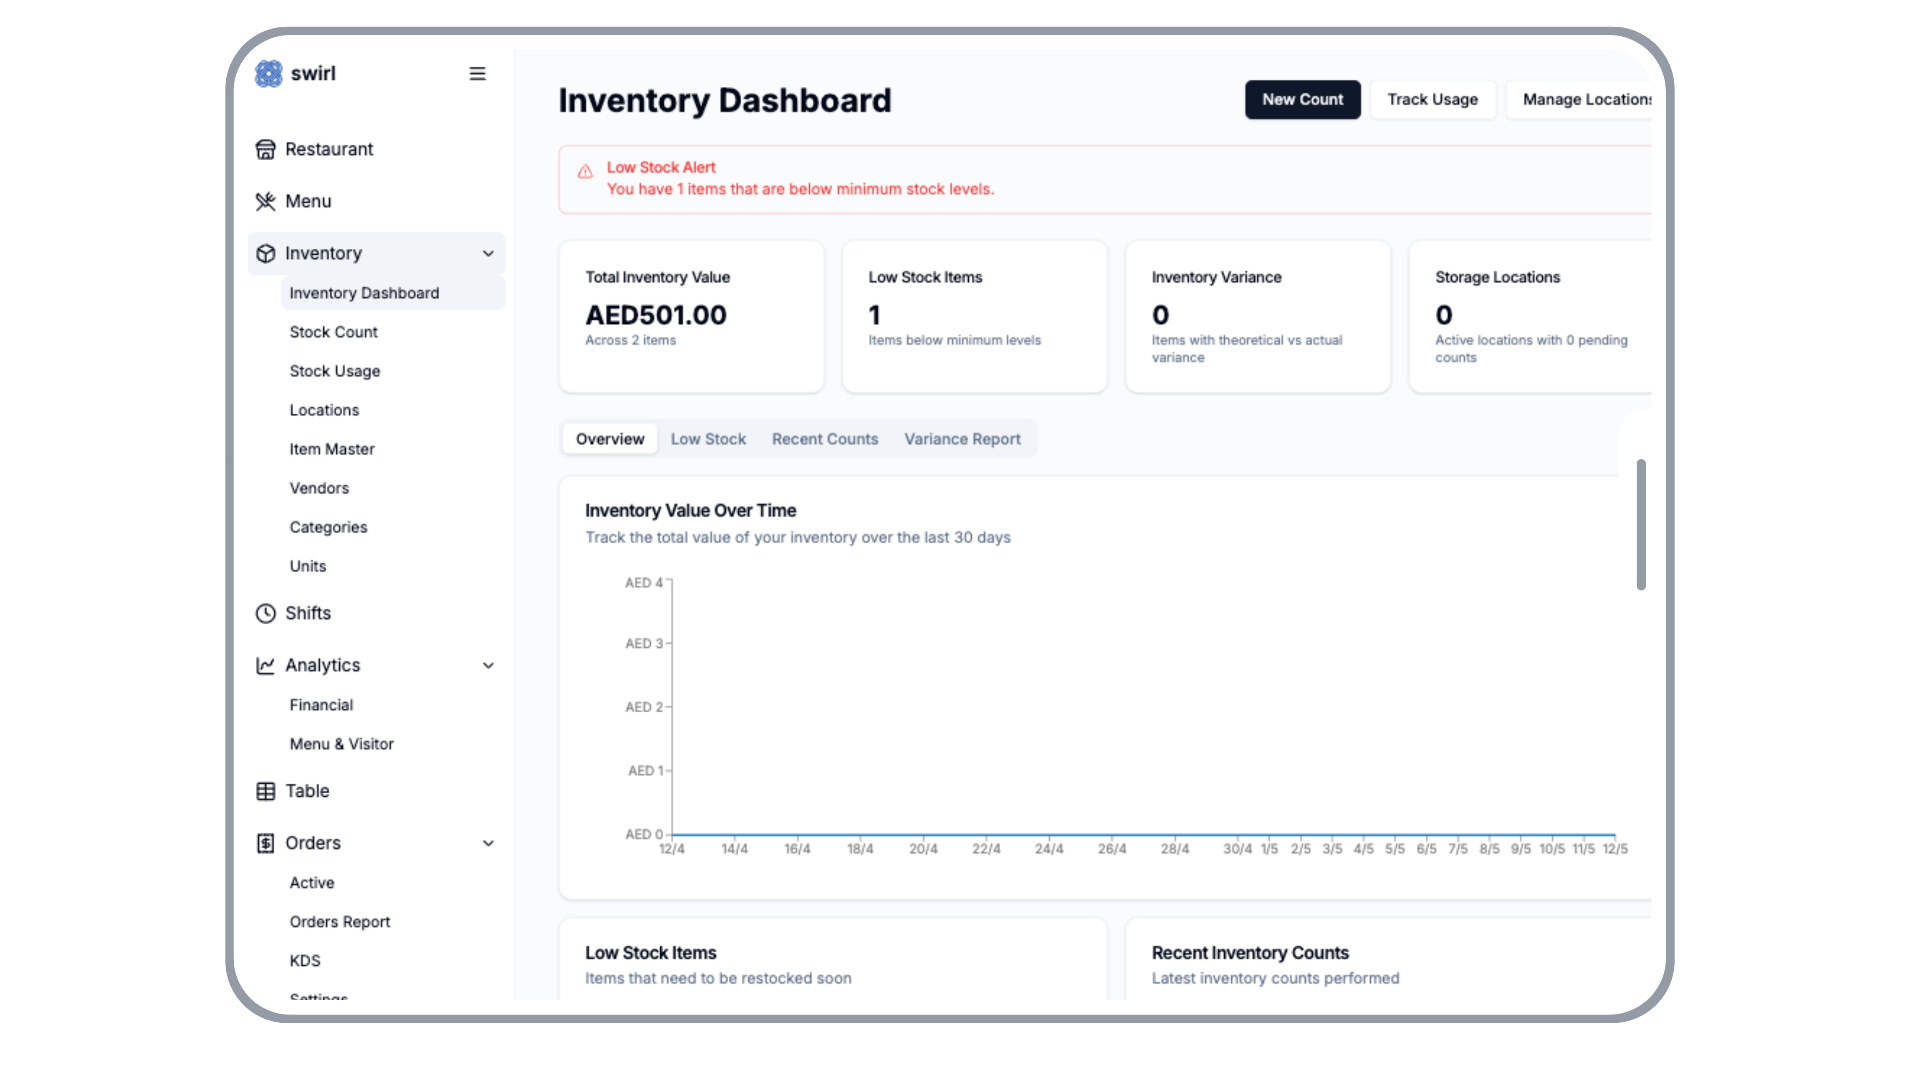 swirl
Restaurant
Menu
Inventory
Inventory Dashboard
Stock Count
Stock Usage
Locations
Item Master
Vendors
Categories
Units
Shifts
Analytics
Financial
Menu & Visitor
Table
Orders
Active
Orders Report
KDS
Settings
Inventory Dashboard
New Count
Track Usage
Manage Locations
Low Stock Alert
You have 1 items that are below minimum stock levels.
Total Inventory Value
AED501.00
Across 2 items
Low Stock Items
1
Items below minimum levels
Inventory Variance
0
Items with theoretical vs actual
variance
Storage Locations
0
Active locations with 0 pending
counts
Overview
Low Stock
Recent Counts
Variance Report
Inventory Value Over Time
Track the total value of your inventory over the last 30 days
AED 4
AED 3
AED 2
AED 1
AED 0
12/4 14/4 16/4 18/4 20/4 22/4 24/4 26/4 28/4 30/4 1/5 2/5 3/5 4/5 5/5 6/5 7/5 8/5 9/5 10/5 11/5 12/5
Low Stock Items
Items that need to be restocked soon
Recent Inventory Counts
Latest inventory counts performed